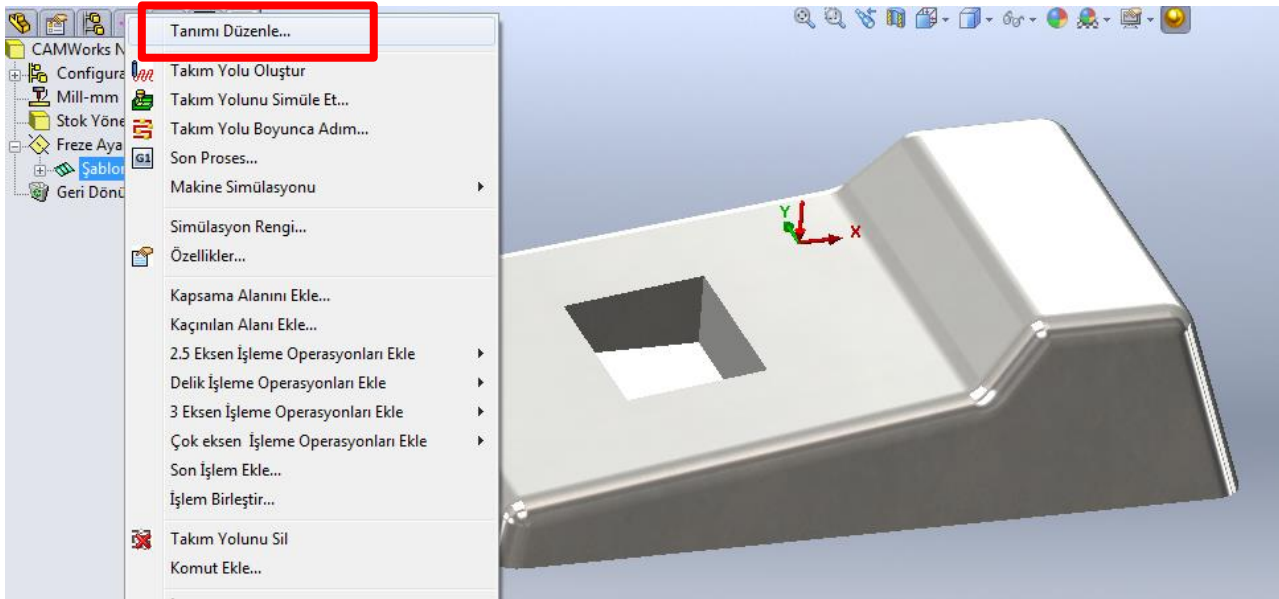 Tanımı Düzenle...
CAMWorks N
Configura
Takım Yolu Oluştur
Mill-mm
Takım Yolunu Simüle Et...
Stok Yöne
Takım Yolu Boyunca Adım...
Freze Aya
G1 Son Proses...
Şablon
Makine Simülasyonu
Geri Dönü
Simülasyon Rengi...
Özellikler...
Kapsama Alanını Ekle...
Kaçınılan Alanı Ekle...
2.5 Eksen İşleme Operasyonları Ekle
Delik İşleme Operasyonları Ekle
3 Eksen İşleme Operasyonları Ekle
Çok eksen İşleme Operasyonları Ekle
Son İşlem Ekle...
İşlem Birleştir...
Takım Yolunu Sil
Komut Ekle...
Y
X